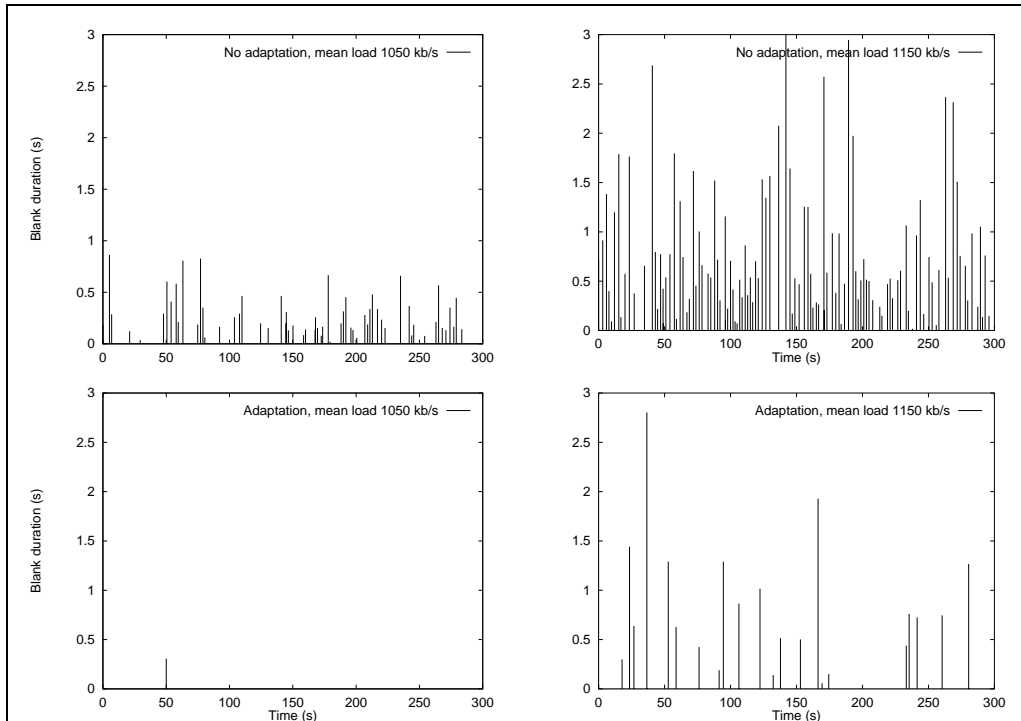 No adaptation, mean load 1050 kb/s
3
2.5
2
1.5
1
0.5
0
Blank duration (s)
0 50 100 150 200 250 300
No adaptation, mean load 1150 kb/s
3
2.5
2
1.5
1
0.5
0
0 50 100 150 200 250 300
Time (s)
Adaptation, mean load 1050 kb/s
3
2.5
2
1.5
1
0.5
0
Blank duration (s)
0 50 100 150 200 250 300
Time (s)
Adaptation, mean load 1150 kb/s
3
2.5
2
1.5
1
0.5
0
0 50 100 150 200 250 300
Time (s)